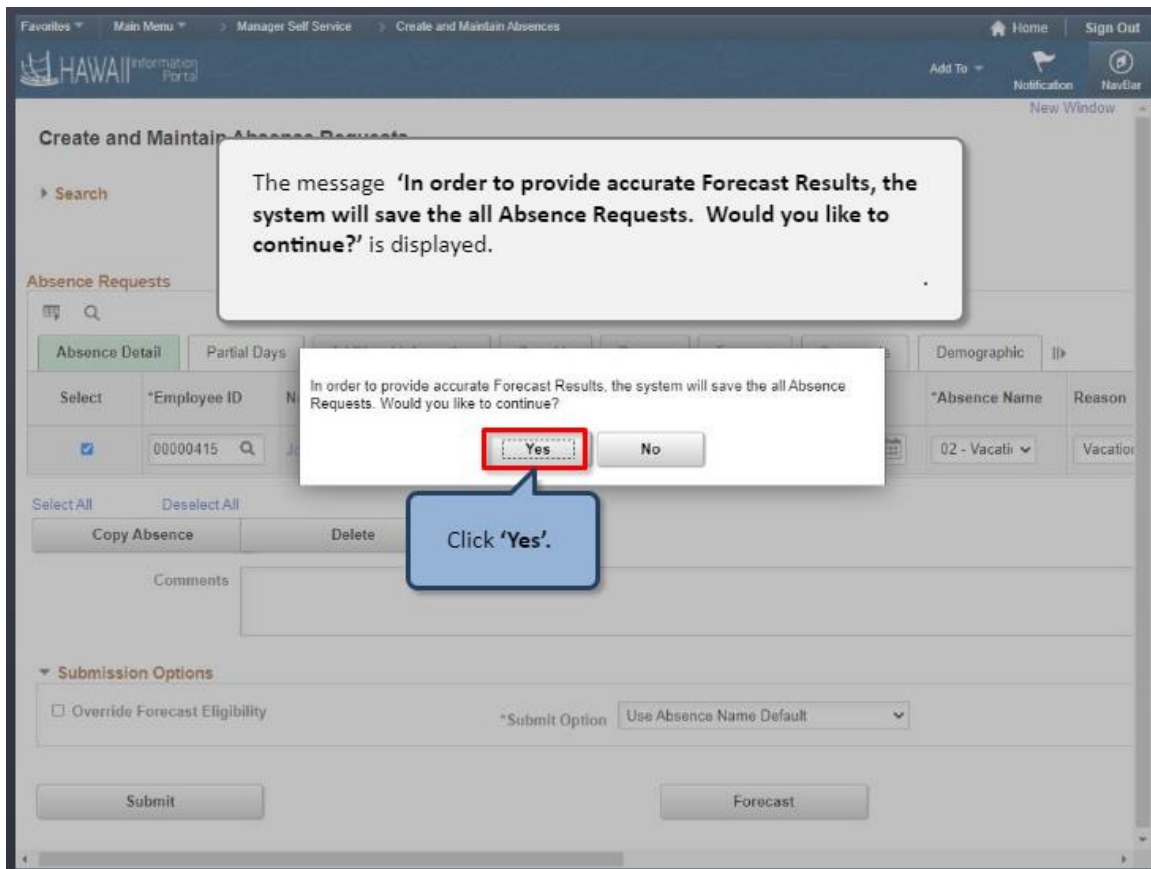 Favorites Main Menu > Manager Self Service > Create and Maintain Absences Home Sign Out
HAWAII Information Portal Add To Notification NavBar
New Window
Create and Maintain Absence Requests
Search
The message 'In order to provide accurate Forecast Results, the
system will save the all Absence Requests. Would you like to
continue?' is displayed.
.
Absence Requests
Absence Detail Partial Days Demographic
Select *Employee ID *Absence Name Reason
In order to provide accurate Forecast Results, the system will save the all Absence
Requests. Would you like to continue?
00000415 02 - Vacati Vacation
Yes No
Select All Deselect All
Copy Absence Delete
Click 'Yes'.
Comments
Submission Options
Override Forecast Eligibility *Submit Option Use Absence Name Default
Submit Forecast